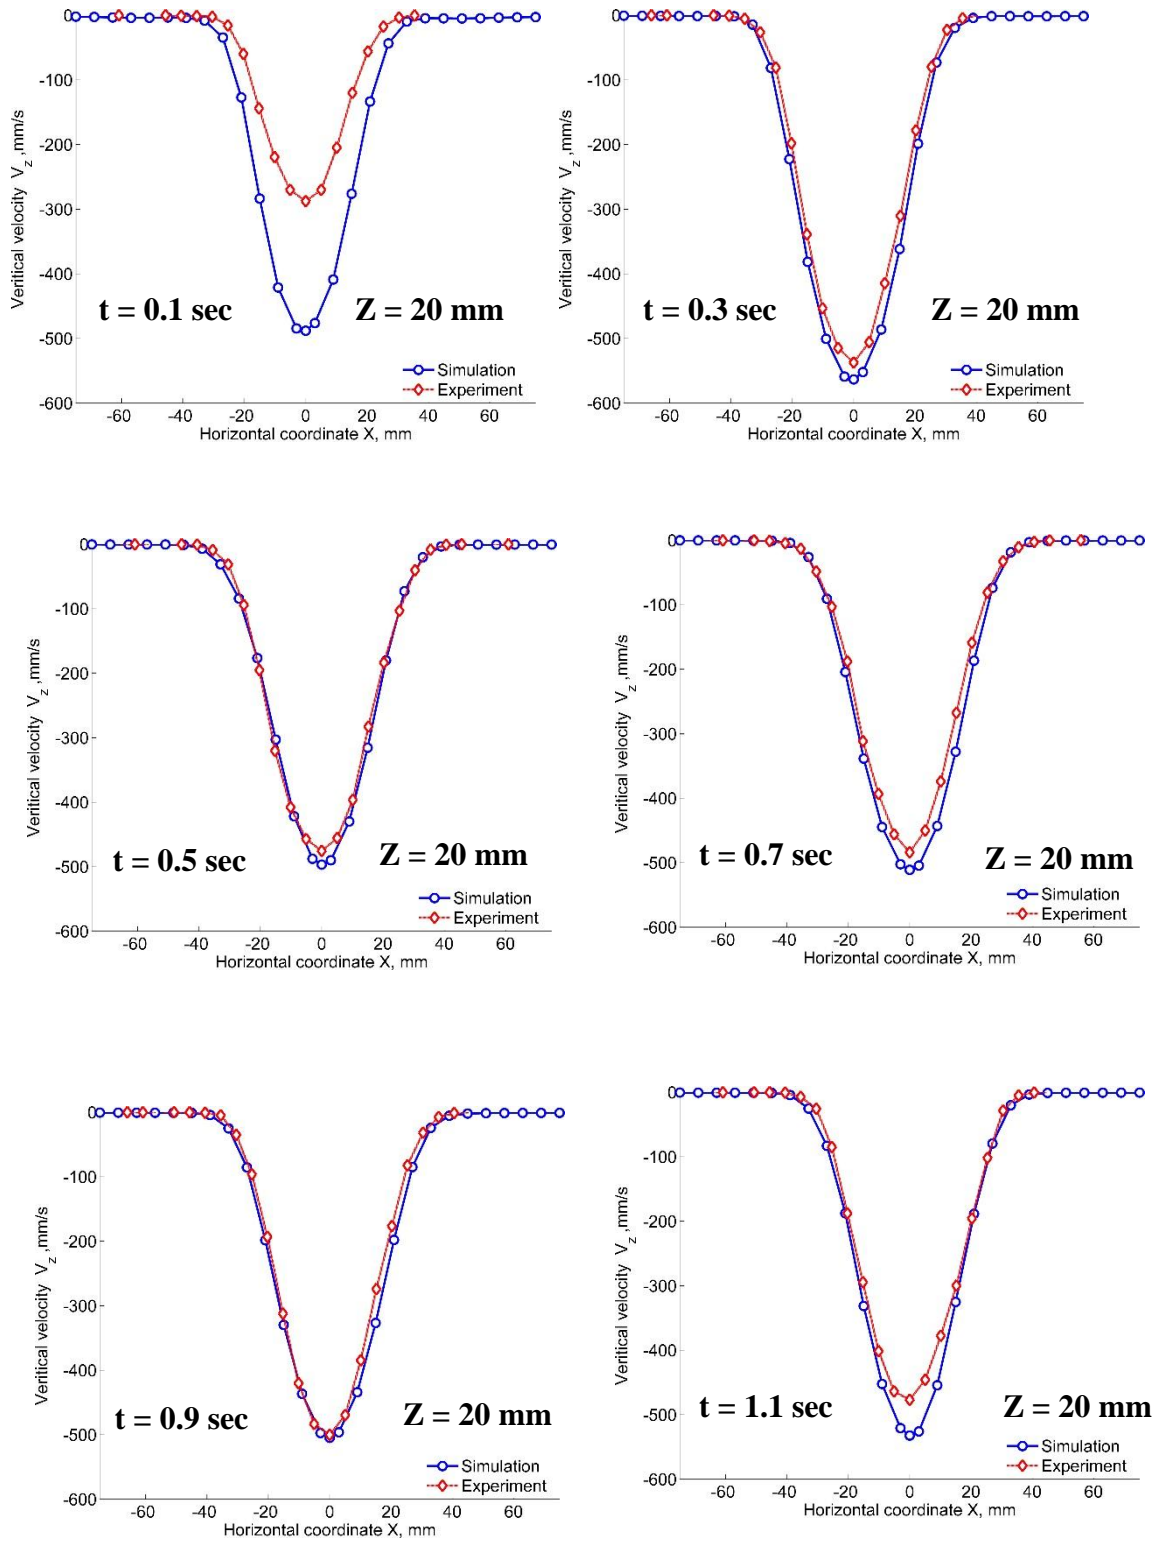 0
-100
-200
-300
-400
-500
-600
Veritical velocity V_z ,mm/s
t = 0.1 sec Z = 20 mm
Simulation
Experiment
-60 -40 -20 0 20 40 60
Horizontal coordinate X, mm
0
-100
-200
-300
-400
-500
-600
Veritical velocity V_z ,mm/s
t = 0.3 sec Z = 20 mm
Simulation
Experiment
-60 -40 -20 0 20 40 60
Horizontal coordinate X, mm
0
-100
-200
-300
-400
-500
-600
Veritical velocity V_z ,mm/s
t = 0.5 sec Z = 20 mm
Simulation
Experiment
-60 -40 -20 0 20 40 60
Horizontal coordinate X, mm
0
-100
-200
-300
-400
-500
-600
Veritical velocity V_z ,mm/s
t = 0.7 sec Z = 20 mm
Simulation
Experiment
-60 -40 -20 0 20 40 60
Horizontal coordinate X, mm
0
-100
-200
-300
-400
-500
-600
Veritical velocity V_z ,mm/s
t = 0.9 sec Z = 20 mm
Simulation
Experiment
-60 -40 -20 0 20 40 60
Horizontal coordinate X, mm
0
-100
-200
-300
-400
-500
-600
Veritical velocity V_z ,mm/s
t = 1.1 sec Z = 20 mm
Simulation
Experiment
-60 -40 -20 0 20 40 60
Horizontal coordinate X, mm